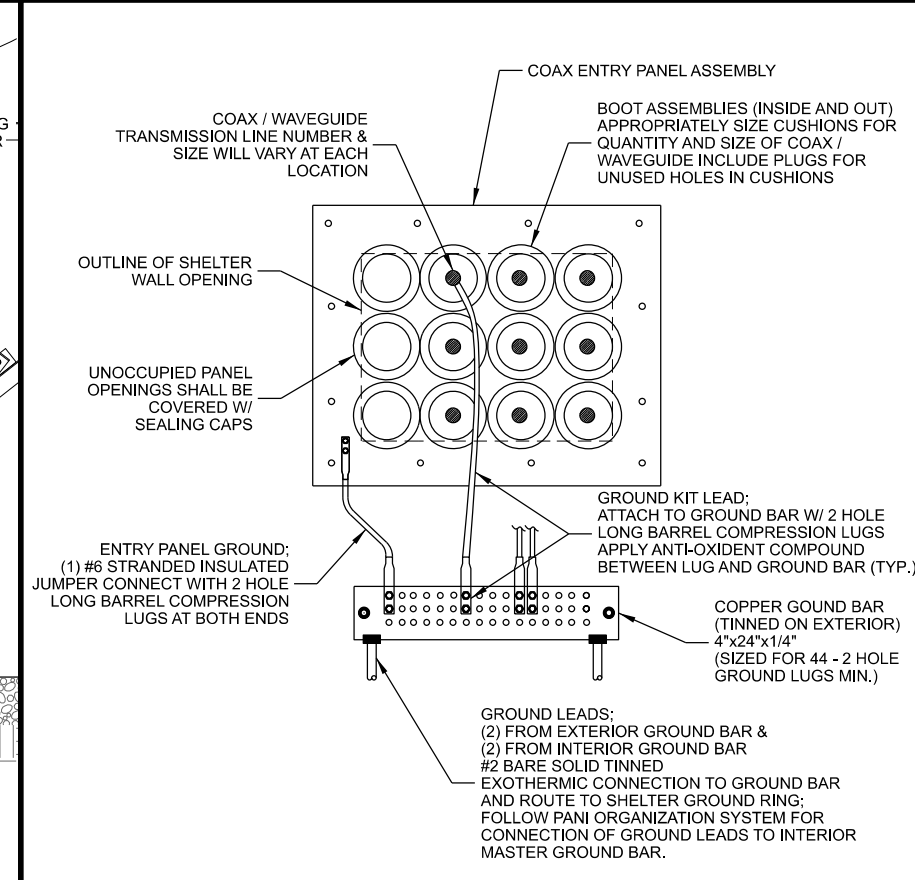 COAX ENTRY PANEL ASSEMBLY
COAX / WAVEGUIDE
TRANSMISSION LINE NUMBER &
SIZE WILL VARY AT EACH
LOCATION
BOOT ASSEMBLIES (INSIDE AND OUT)
APPROPRIATELY SIZE CUSHIONS FOR
QUANTITY AND SIZE OF COAX /
WAVEGUIDE INCLUDE PLUGS FOR
UNUSED HOLES IN CUSHIONS
OUTLINE OF SHELTER
WALL OPENING
UNOCCUPIED PANEL
OPENINGS SHALL BE
COVERED W/
SEALING CAPS
GROUND KIT LEAD;
ATTACH TO GROUND BAR W/ 2 HOLE
LONG BARREL COMPRESSION LUGS
APPLY ANTI-OXIDENT COMPOUND
BETWEEN LUG AND GROUND BAR (TYP.)
ENTRY PANEL GROUND;
(1) #6 STRANDED INSULATED
JUMPER CONNECT WITH 2 HOLE
LONG BARREL COMPRESSION
LUGS AT BOTH ENDS
COPPER GOUND BAR
(TINNED ON EXTERIOR)
4"x24"x1/4"
(SIZED FOR 44 - 2 HOLE
GROUND LUGS MIN.)
GROUND LEADS;
(2) FROM EXTERIOR GROUND BAR &
(2) FROM INTERIOR GROUND BAR
#2 BARE SOLID TINNED
EXOTHERMIC CONNECTION TO GROUND BAR
AND ROUTE TO SHELTER GROUND RING;
FOLLOW PANI ORGANIZATION SYSTEM FOR
CONNECTION OF GROUND LEADS TO INTERIOR
MASTER GROUND BAR.